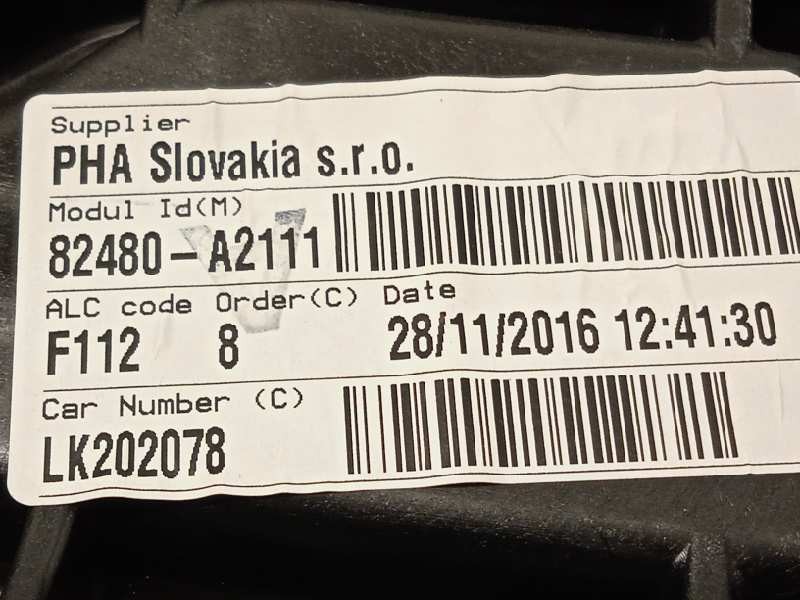 Supplier
PHA Slovakia s.r.o.
Modul Id(M)
82480-A2111
ALC code Order(C) Date
F112 8 28/11/2016 12:41:30
Car Number (C)
LK202078